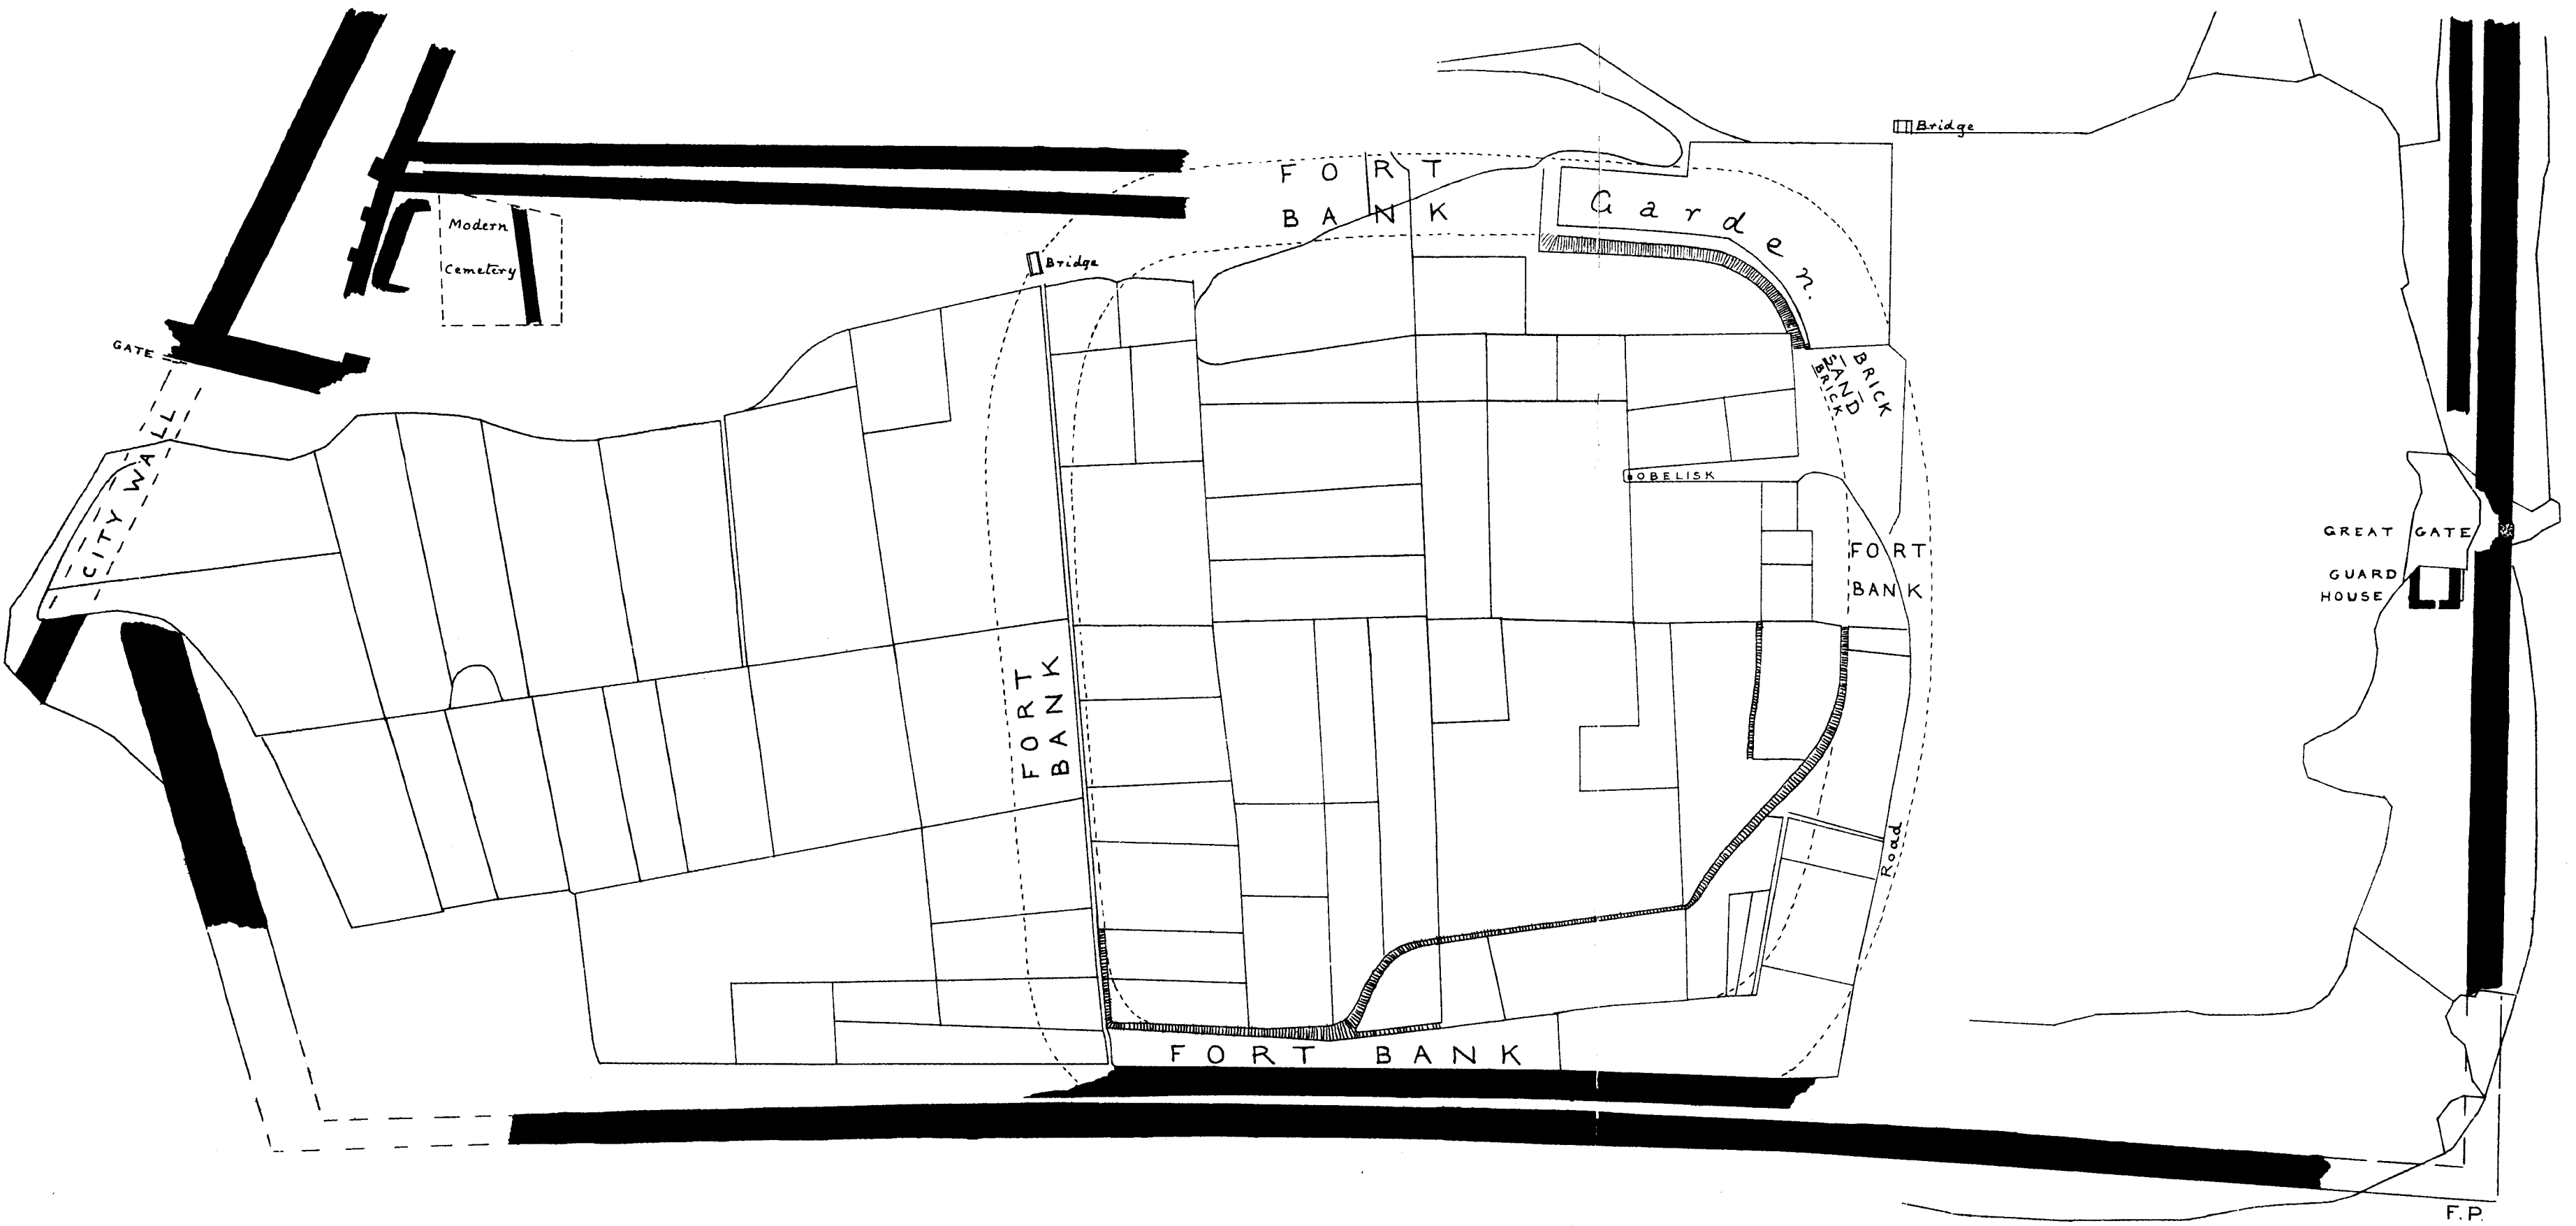 Bridge
FORT
BANK
Garden.
Modern
Cemetery
Bridge
GATE
CITY WALL
BRICK
SAND
BRICK
OBELISK
FORT
BANK
GREAT GATE
GUARD
HOUSE
FORT
BANK
Road
FORT BANK
F.P.